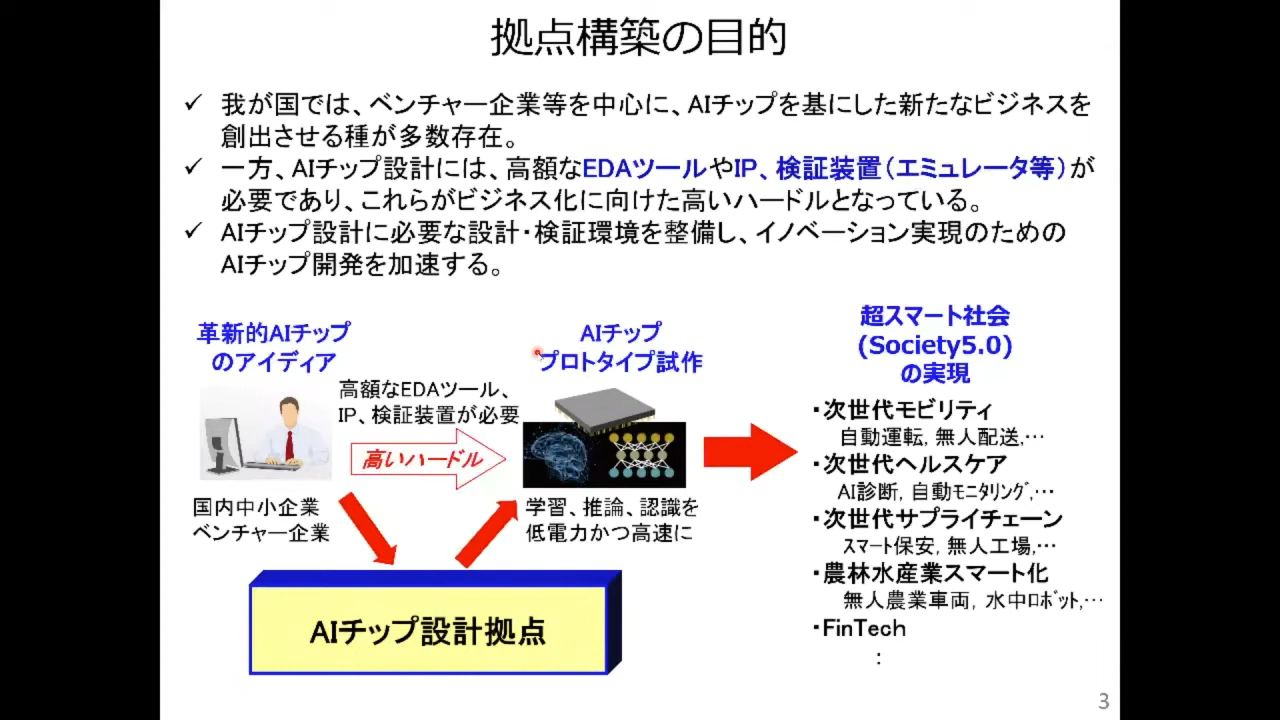 拠点構築の目的
✓ 我が国では、ベンチャー企業等を中心に、AIチップを基にした新たなビジネスを
創出させる種が多数存在。
✓ 一方、AIチップ設計には、高額なEDAツールやIP、検証装置（エミュレータ等）が
必要であり、これらがビジネス化に向けた高いハードルとなっている。
✓ AIチップ設計に必要な設計・検証環境を整備し、イノベーション実現のための
AIチップ開発を加速する。
革新的AIチップ
のアイディア
高額なEDAツール、
IP、検証装置が必要
高いハードル
国内中小企業
ベンチャー企業
AIチップ
プロトタイプ試作
学習、推論、認識を
低電力かつ高速に
AIチップ設計拠点
超スマート社会
(Society5.0)
の実現
・次世代モビリティ
自動運転, 無人配送,…
・次世代ヘルスケア
AI診断, 自動ﾓﾆﾀﾘﾝｸﾞ,…
・次世代サプライチェーン
ｽﾏｰﾄ保安, 無人工場,…
・農林水産業スマート化
無人農業車両, 水中ﾛﾎﾞｯﾄ,…
・FinTech
：
3